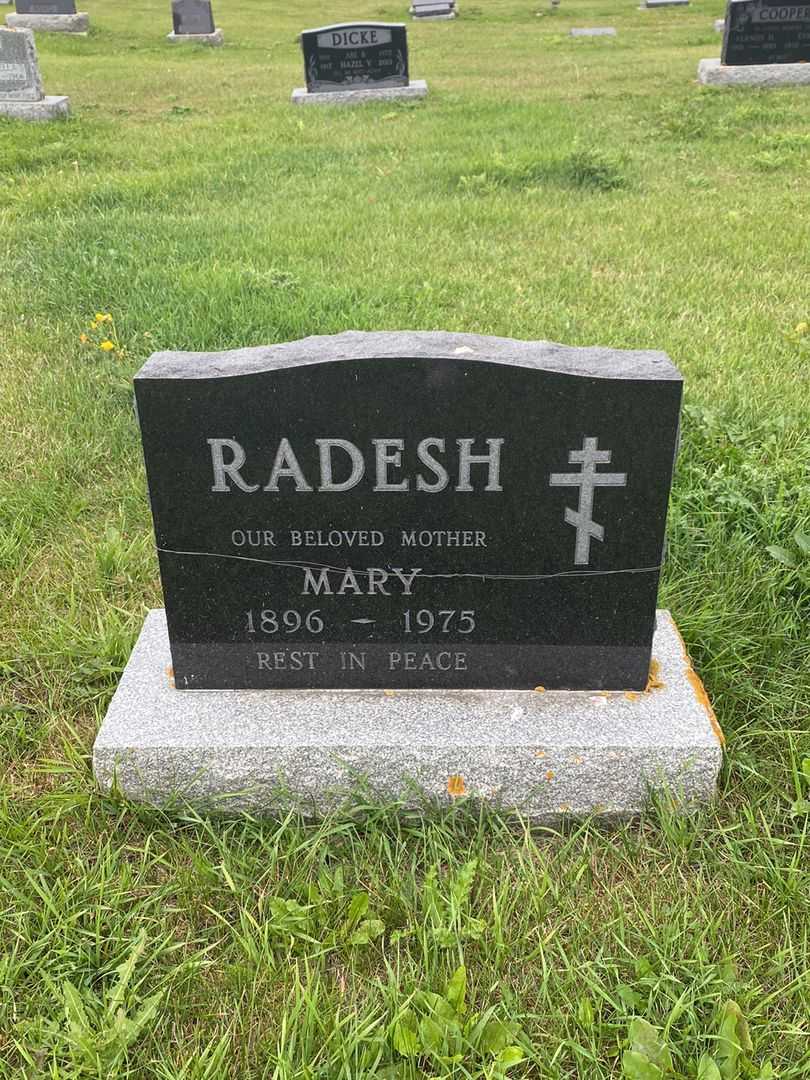 DICKE
HAZEL V
COOPE
RADESH
OUR BELOVED MOTHER
MARY
1896 - 1975
REST IN PEACE